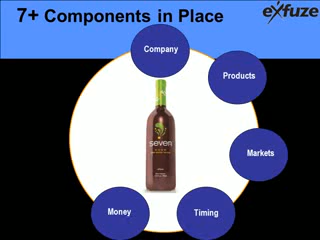 7+ Components in Place
exfuze
Company
Products
seven
Markets
Money
Timing